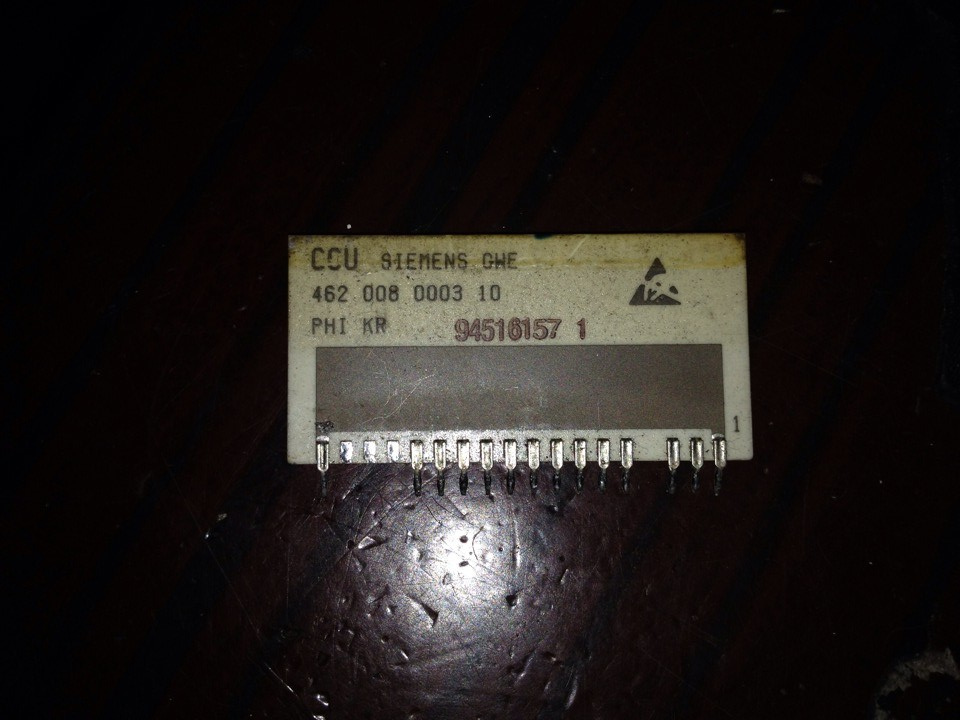 CCU SIEMENS GWE
462 008 0003 10
PHI KR 94516157 1
1